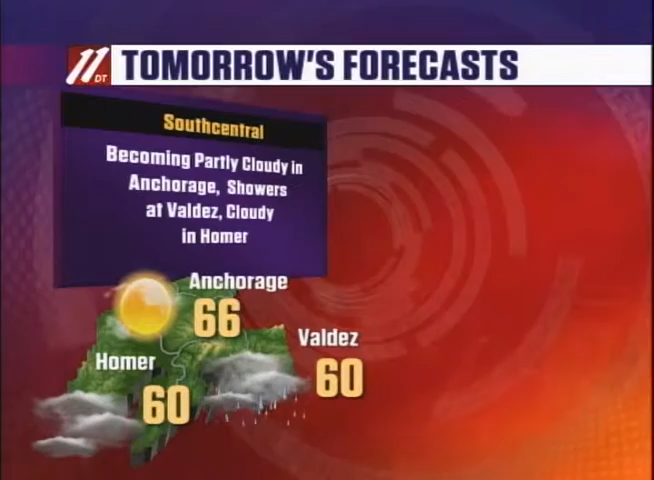 11 DT TOMORROW'S FORECASTS
Southcentral
Becoming Partly Cloudy in
Anchorage, Showers
at Valdez, Cloudy
in Homer
Anchorage
66
Valdez
60
Homer
60